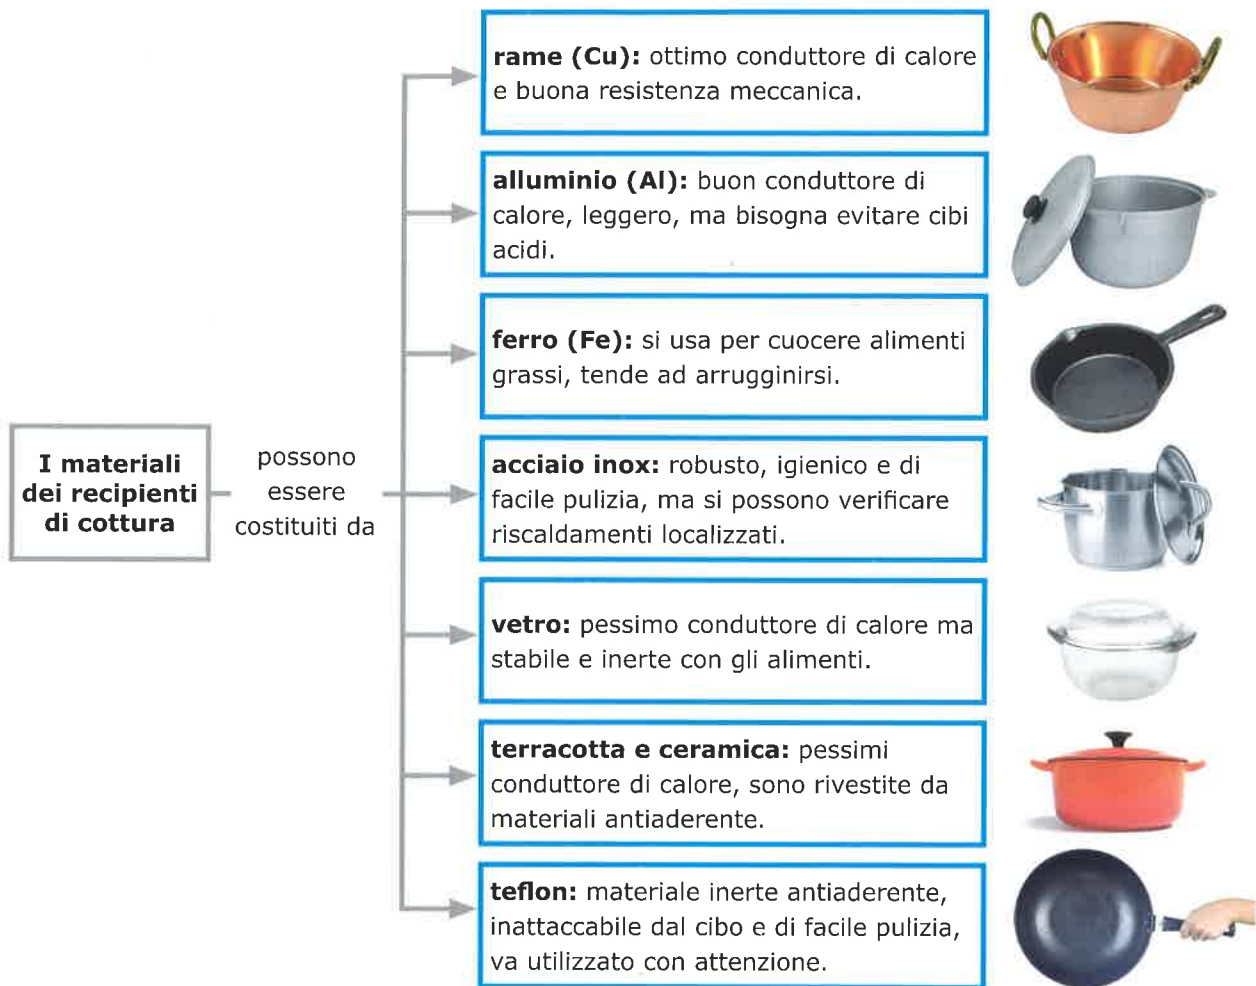 rame (Cu): ottimo conduttore di calore
e buona resistenza meccanica.
alluminio (Al): buon conduttore di
calore, leggero, ma bisogna evitare cibi
acidi.
ferro (Fe): si usa per cuocere alimenti
grassi, tende ad arrugginirsi.
I materiali
dei recipienti
di cottura
possono
essere
costituiti da
acciaio inox: robusto, igienico e di
facile pulizia, ma si possono verificare
riscaldamenti localizzati.
vetro: pessimo conduttore di calore ma
stabile e inerte con gli alimenti.
terracotta e ceramica: pessimi
conduttore di calore, sono rivestite da
materiali antiaderente.
teflon: materiale inerte antiaderente,
inattaccabile dal cibo e di facile pulizia,
va utilizzato con attenzione.